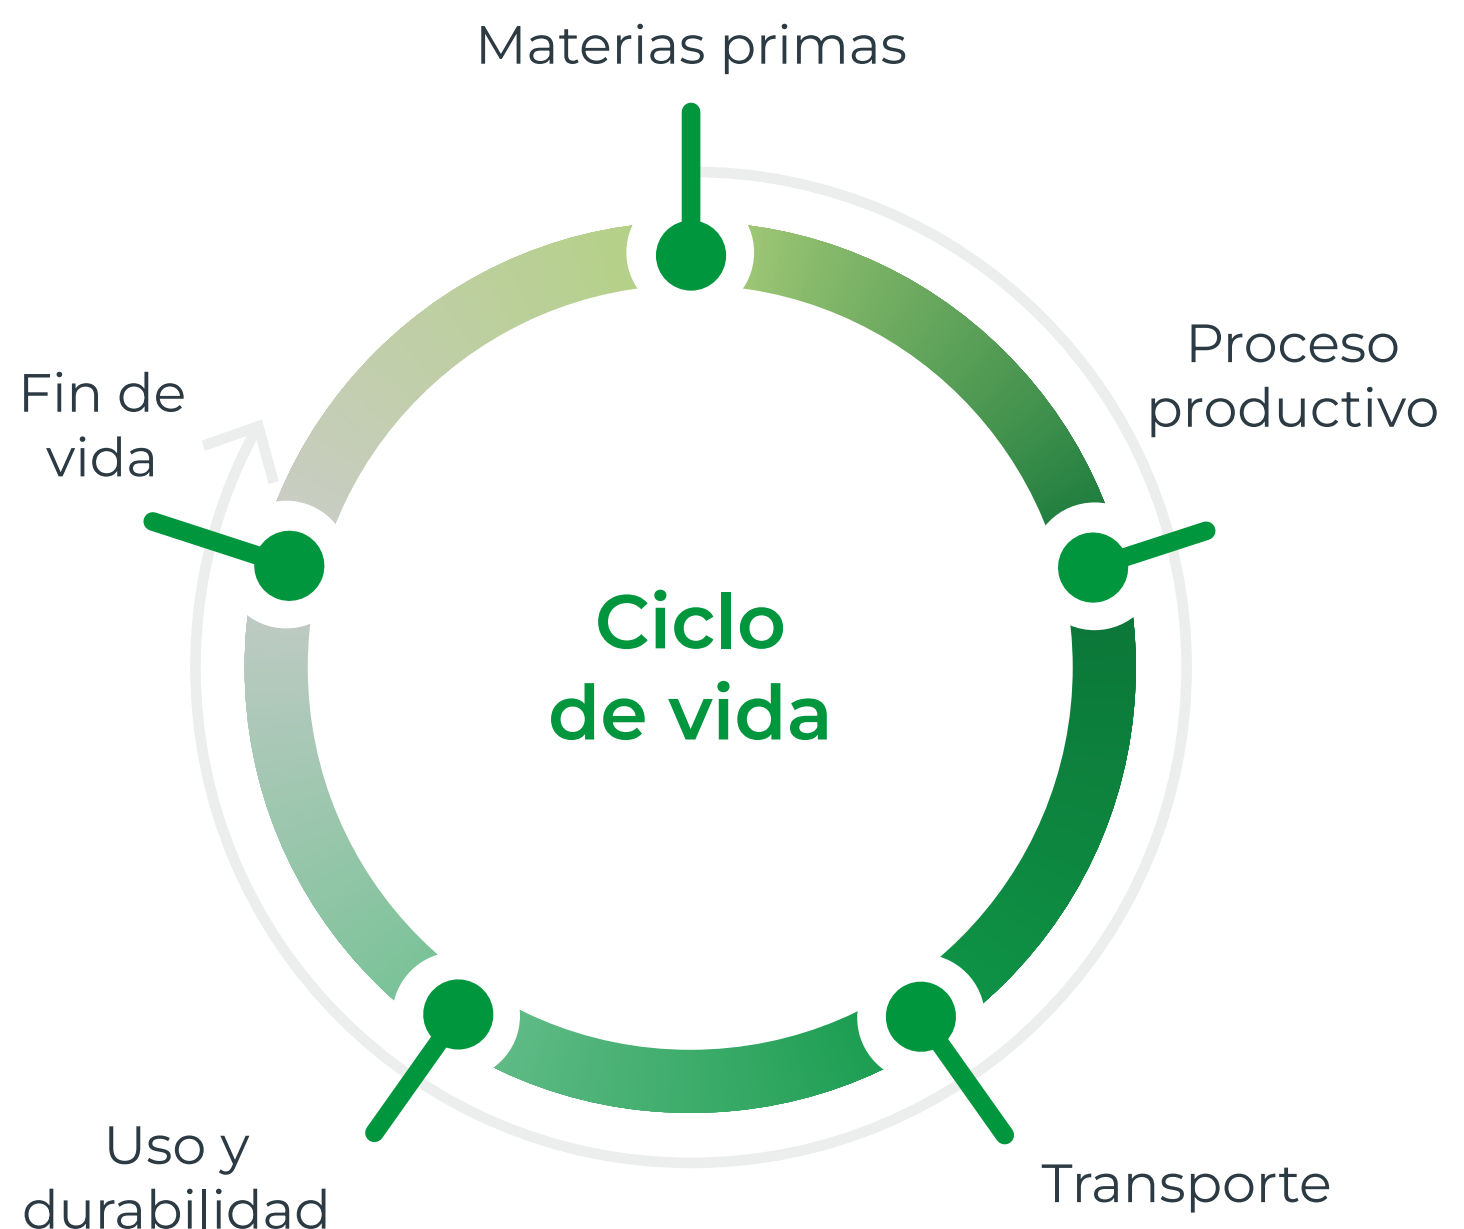 Materias primas
Proceso
productivo
Fin de
vida
Ciclo
de vida
Uso y
durabilidad
Transporte